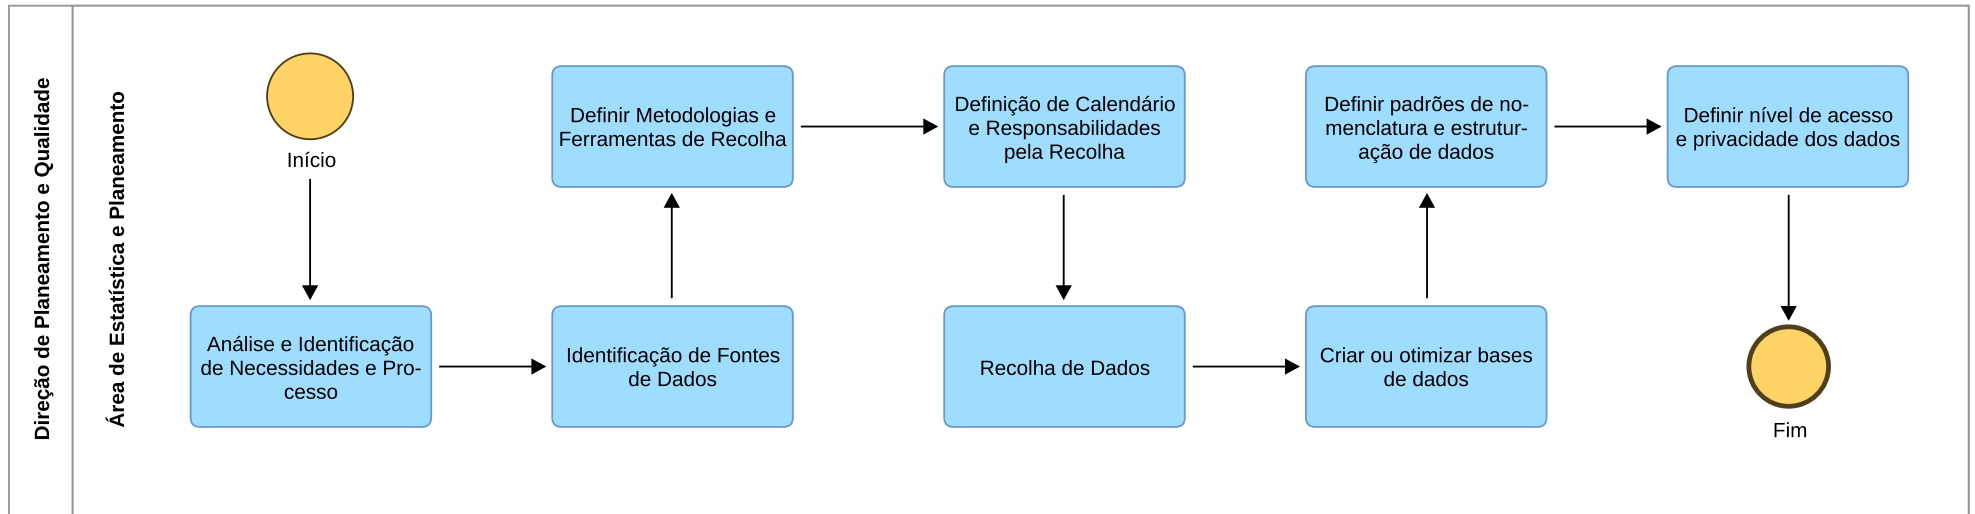 Direção de Planeamento e Qualidade
Área de Estatística e Planeamento
Início
Análise e Identificação
de Necessidades e Pro-
cesso
Identificação de Fontes
de Dados
Definir Metodologias e
Ferramentas de Recolha
Definição de Calendário
e Responsabilidades
pela Recolha
Recolha de Dados
Criar ou otimizar bases
de dados
Definir padrões de no-
menclatura e estrutur-
ação de dados
Definir nível de acesso
e privacidade dos dados
Fim